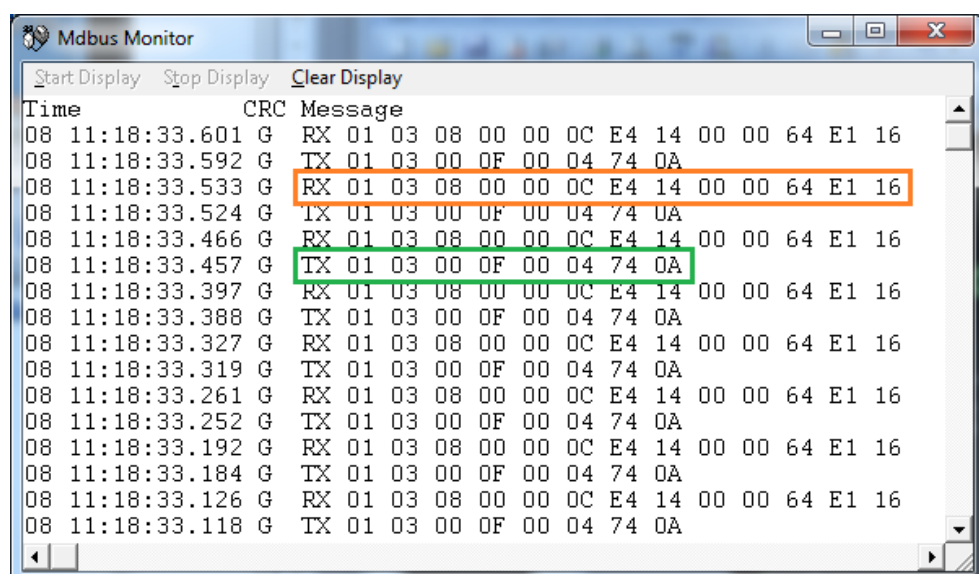 Mdbus Monitor
Start Display Stop Display Clear Display
Time CRC Message
08 11:18:33.601 G RX 01 03 08 00 00 0C E4 14 00 00 64 E1 16
08 11:18:33.592 G TX 01 03 00 0F 00 04 74 0A
08 11:18:33.533 G RX 01 03 08 00 00 0C E4 14 00 00 64 E1 16
08 11:18:33.524 G TX 01 03 00 0F 00 04 74 0A
08 11:18:33.466 G RX 01 03 08 00 00 0C E4 14 00 00 64 E1 16
08 11:18:33.457 G TX 01 03 00 0F 00 04 74 0A
08 11:18:33.397 G RX 01 03 08 00 00 0C E4 14 00 00 64 E1 16
08 11:18:33.388 G TX 01 03 00 0F 00 04 74 0A
08 11:18:33.327 G RX 01 03 08 00 00 0C E4 14 00 00 64 E1 16
08 11:18:33.319 G TX 01 03 00 0F 00 04 74 0A
08 11:18:33.261 G RX 01 03 08 00 00 0C E4 14 00 00 64 E1 16
08 11:18:33.252 G TX 01 03 00 0F 00 04 74 0A
08 11:18:33.192 G RX 01 03 08 00 00 0C E4 14 00 00 64 E1 16
08 11:18:33.184 G TX 01 03 00 0F 00 04 74 0A
08 11:18:33.126 G RX 01 03 08 00 00 0C E4 14 00 00 64 E1 16
08 11:18:33.118 G TX 01 03 00 0F 00 04 74 0A